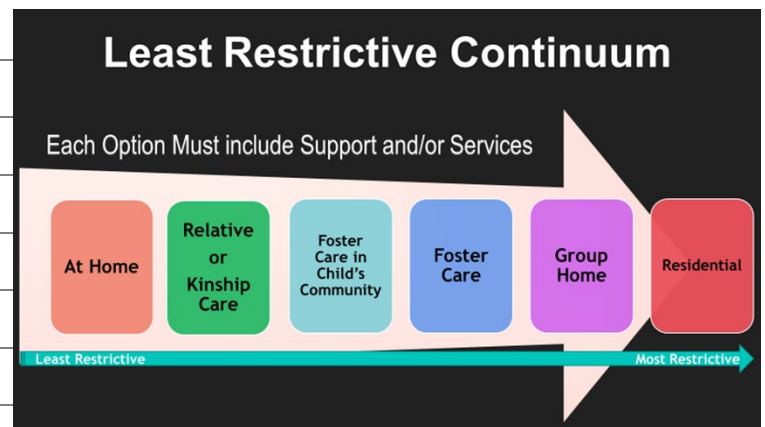 Least Restrictive Continuum
Each Option Must include Support and/or Services
At Home
Relative
or
Kinship
Care
Foster
Care in
Child's
Community
Foster
Care
Group
Home
Residential
Least Restrictive
Most Restrictive